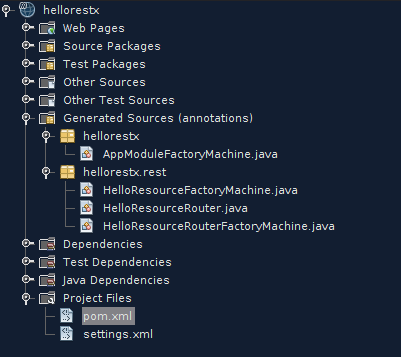 hellorestx
Web Pages
Source Packages
Test Packages
Other Sources
Other Test Sources
Generated Sources (annotations)
hellorestx
AppModuleFactoryMachine.java
hellorestx.rest
HelloResourceFactoryMachine.java
HelloResourceRouter.java
HelloResourceRouterFactoryMachine.java
Dependencies
Test Dependencies
Java Dependencies
Project Files
pom.xml
settings.xml